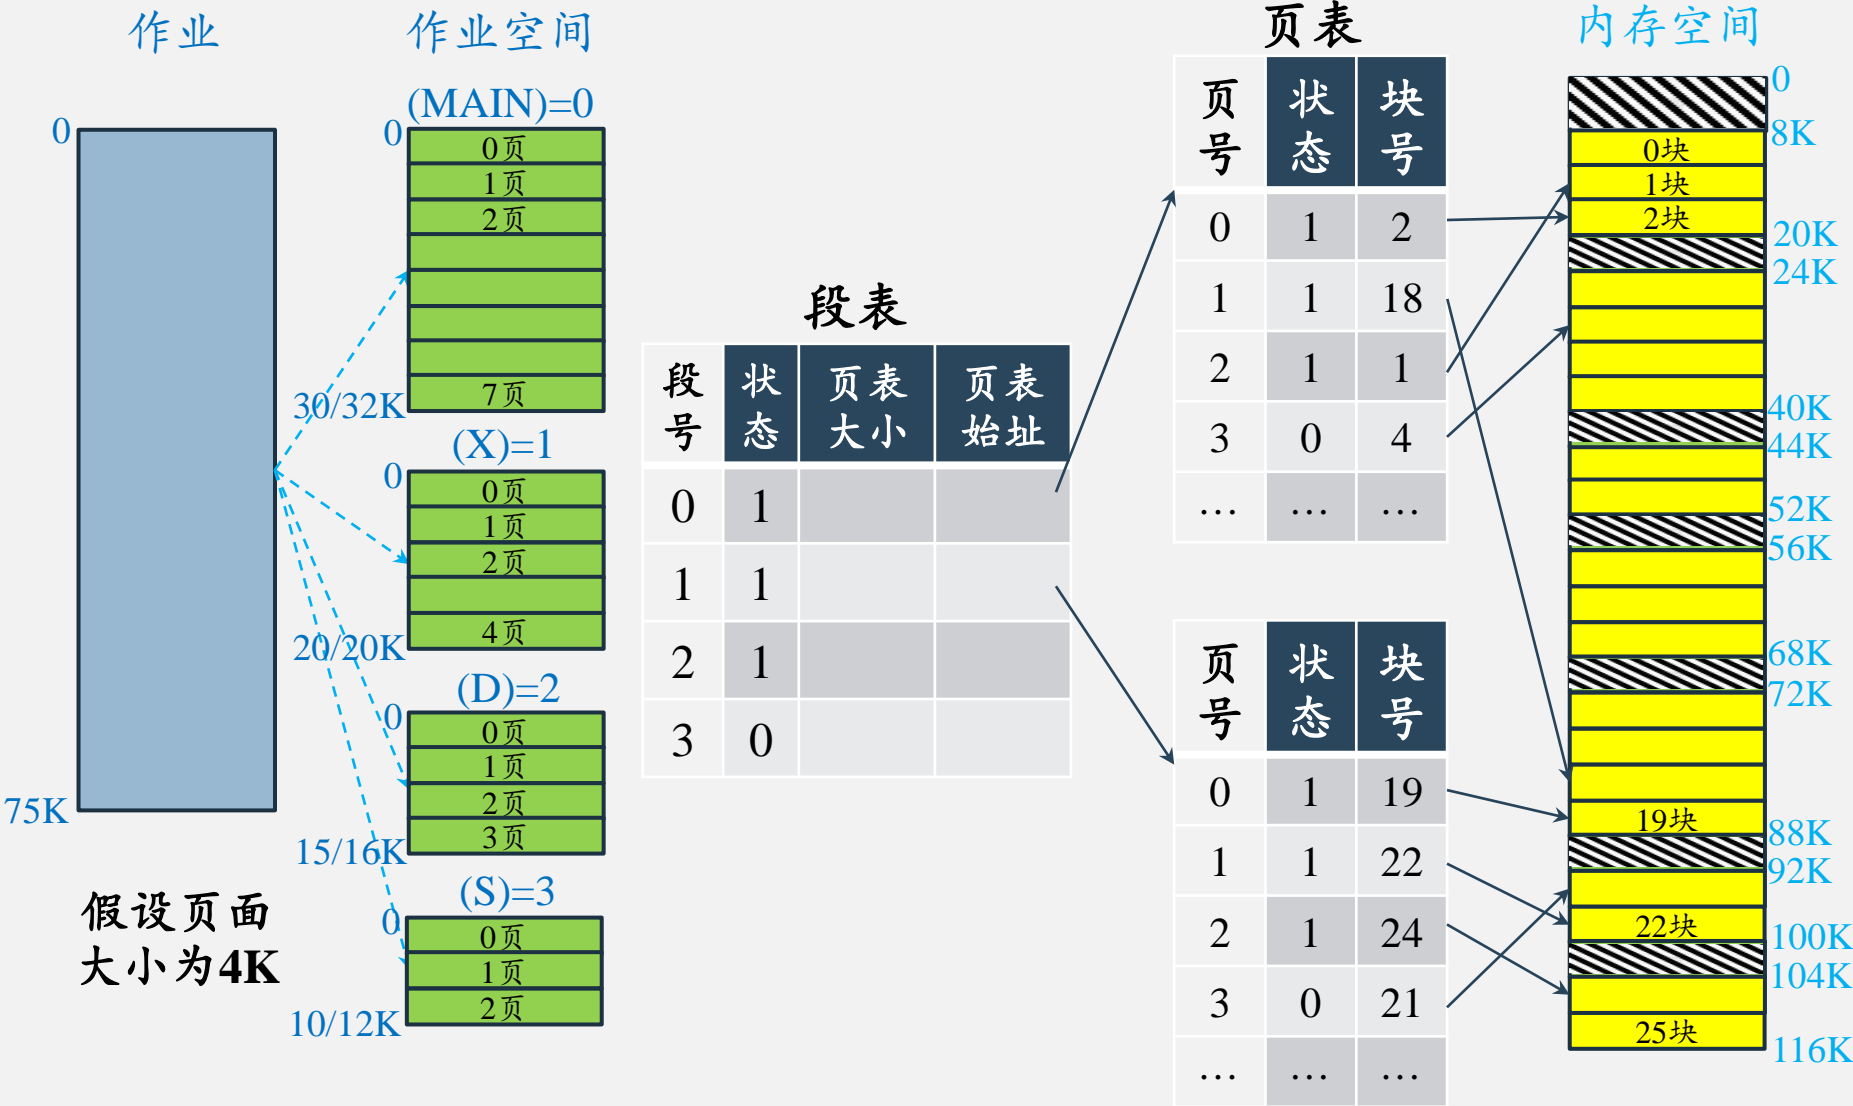 作业
0
75K
假设页面
大小为4K
作业空间
(MAIN)=0
0
0页
1页
2页
7页
30/32K
(X)=1
0
0页
1页
2页
4页
20/20K
(D)=2
0
0页
1页
2页
3页
15/16K
(S)=3
0
0页
1页
2页
10/12K
段表
段号 状态 页表大小 页表始址
0 1
1 1
2 1
3 0
页表
页号 状态 块号
0 1 2
1 1 18
2 1 1
3 0 4
… … …
页号 状态 块号
0 1 19
1 1 22
2 1 24
3 0 21
… … …
内存空间
0
8K
0块
1块
2块
20K
24K
40K
44K
52K
56K
68K
72K
19块
88K
92K
22块
100K
104K
25块
116K